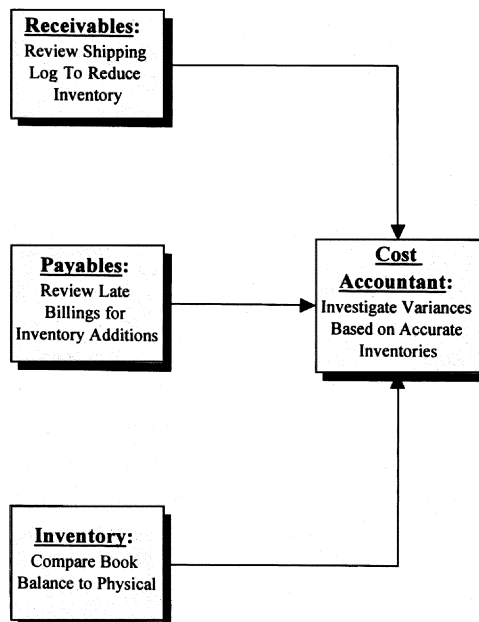 Receivables:
Review Shipping
Log To Reduce
Inventory
Payables:
Review Late
Billings for
Inventory Additions
Cost
Accountant:
Investigate Variances
Based on Accurate
Inventories
Inventory:
Compare Book
Balance to Physical